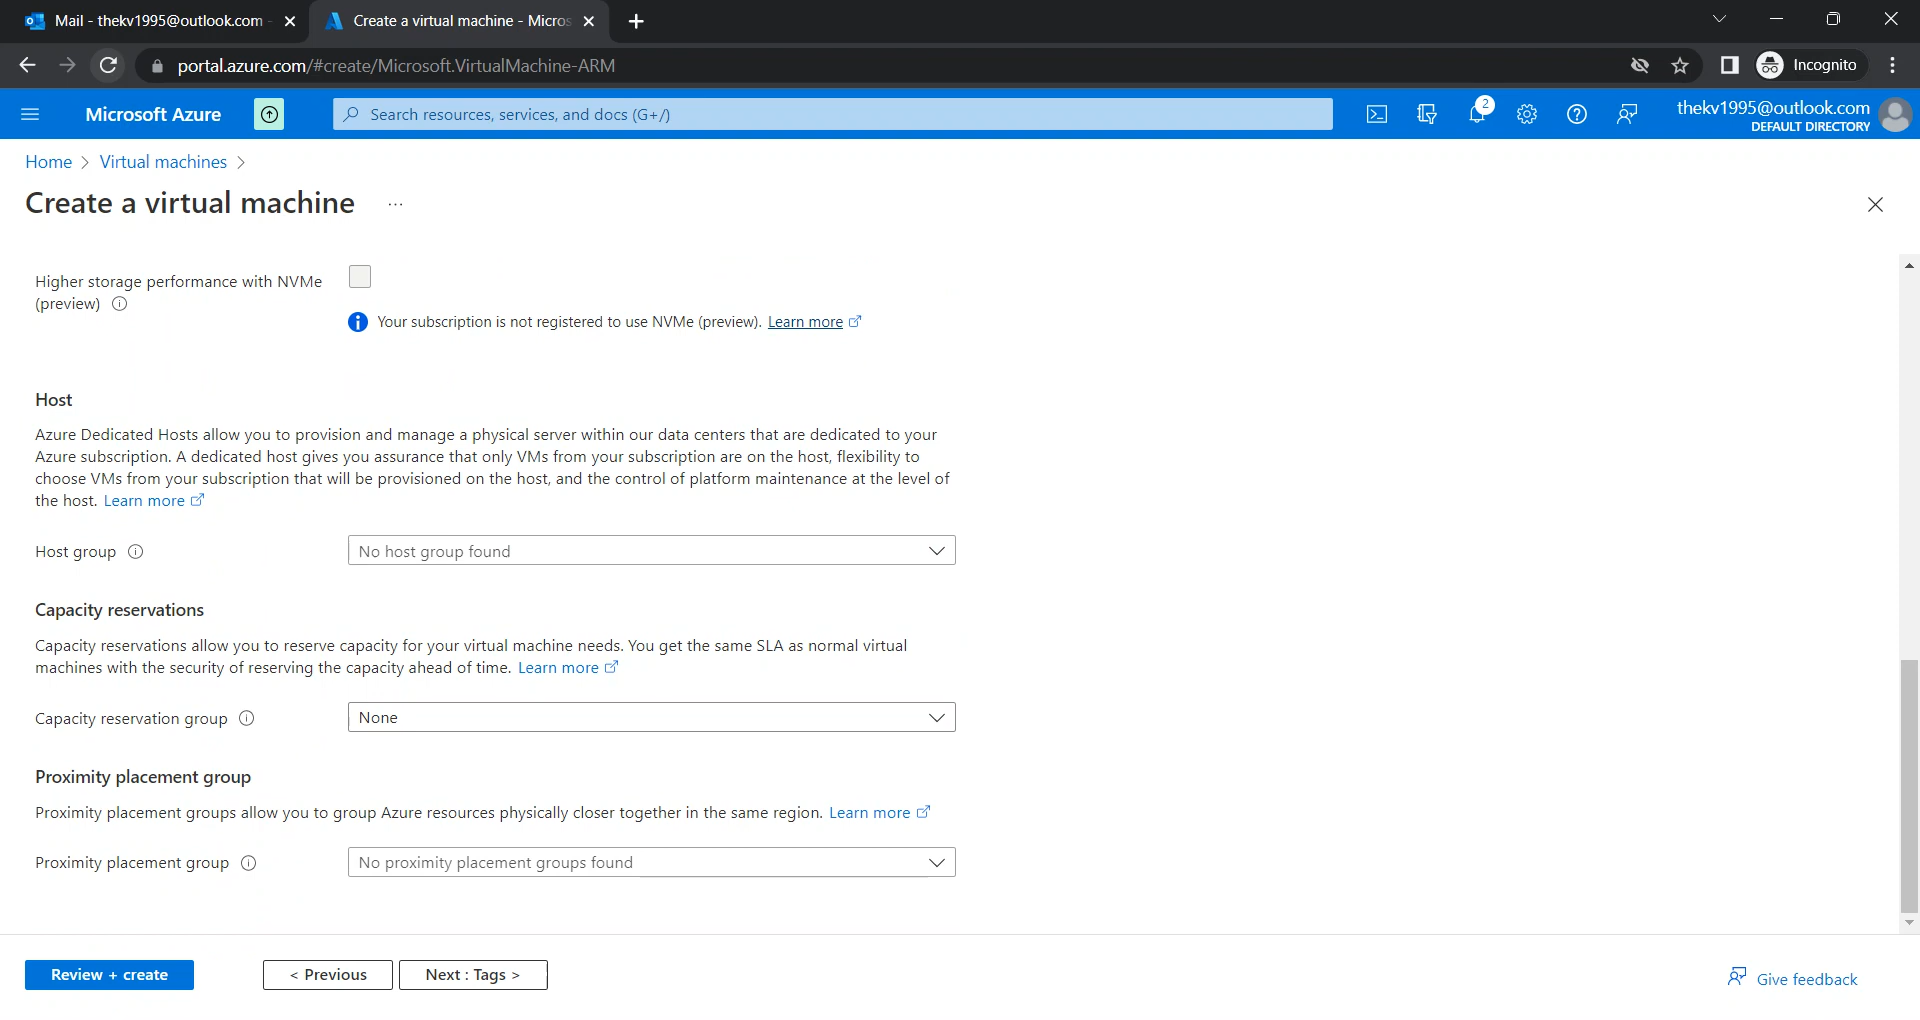 Mail - thekv1995@outlook.com -
Create a virtual machine - Micros
portal.azure.com/#create/Microsoft.VirtualMachine-ARM
Incognito
Microsoft Azure
Search resources, services, and docs (G+/)
2
thekv1995@outlook.com
DEFAULT DIRECTORY
Home > Virtual machines >
Create a virtual machine ...
Higher storage performance with NVMe
(preview)
Your subscription is not registered to use NVMe (preview). Learn more
Host
Azure Dedicated Hosts allow you to provision and manage a physical server within our data centers that are dedicated to your
Azure subscription. A dedicated host gives you assurance that only VMs from your subscription are on the host, flexibility to
choose VMs from your subscription that will be provisioned on the host, and the control of platform maintenance at the level of
the host. Learn more
Host group
No host group found
Capacity reservations
Capacity reservations allow you to reserve capacity for your virtual machine needs. You get the same SLA as normal virtual
machines with the security of reserving the capacity ahead of time. Learn more
Capacity reservation group
None
Proximity placement group
Proximity placement groups allow you to group Azure resources physically closer together in the same region. Learn more
Proximity placement group
No proximity placement groups found
Review + create
< Previous
Next : Tags >
Give feedback